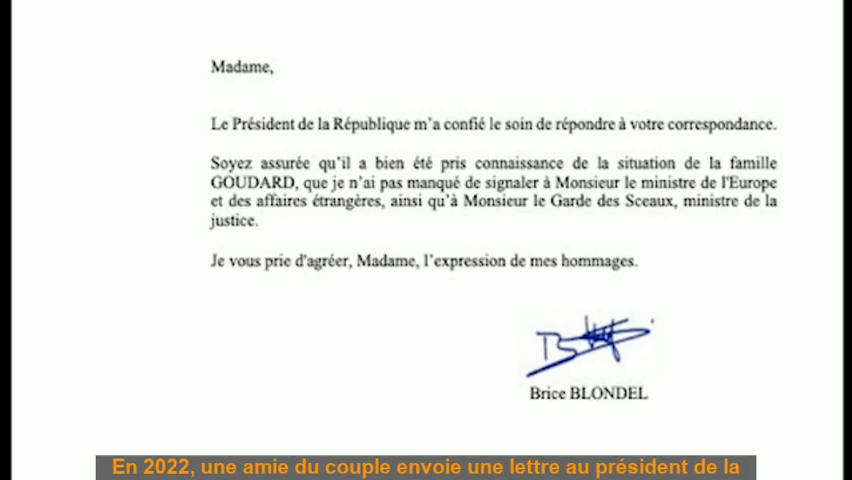 Madame,
Le Président de la République m'a confié le soin de répondre à votre correspondance.
Soyez assurée qu'il a bien été pris connaissance de la situation de la famille
GOUDARD, que je n'ai pas manqué de signaler à Monsieur le ministre de l'Europe
et des affaires étrangères, ainsi qu'à Monsieur le Garde des Sceaux, ministre de la
justice.
Je vous prie d'agréer, Madame, l'expression de mes hommages.
Brice BLONDEL
En 2022, une amie du couple envoie une lettre au président de la